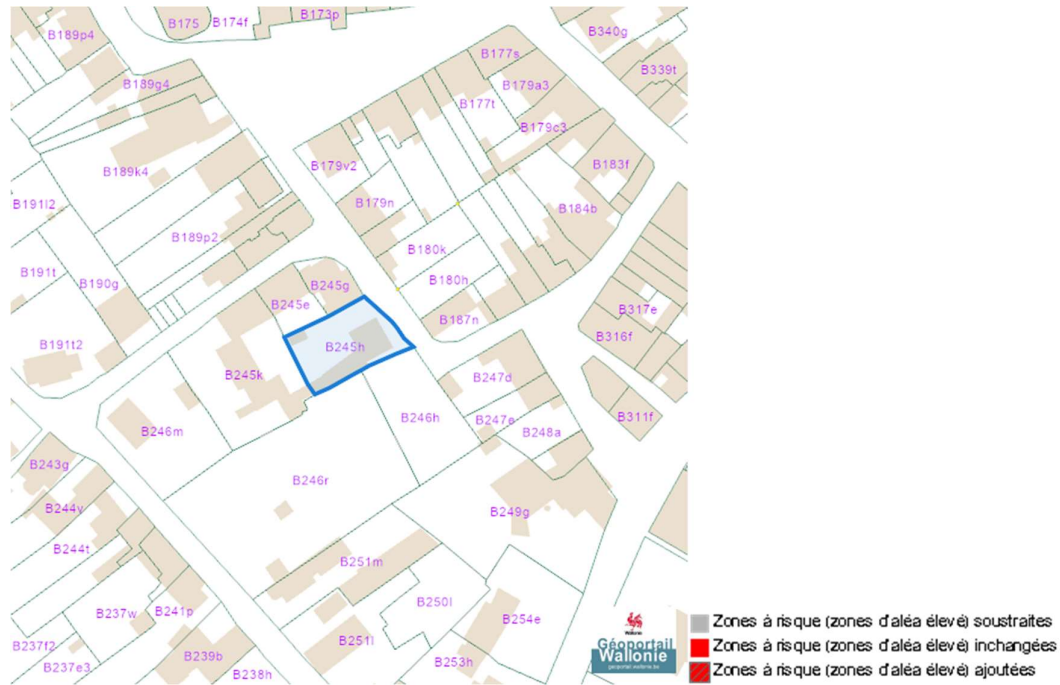 B189p4
B175
B174f
B173p
B340g
B339t
B177s
B179a3
B177t
B179c3
B189g4
B189k4
B179v2
B183f
B179n
B184b
B191l2
B189p2
B180k
B191t
B190g
B180h
B245g
B245e
B187n
B317e
B316f
B191t2
B245h
B245k
B247d
B246h
B247e
B248a
B311f
B246m
B243g
B246r
B244v
B249g
B244t
B251m
B250l
B237w
B241p
B254e
B251l
B237f2
B237e3
B239b
B238h
B253h
Wallonie
Géoportail
Wallonie
geoportail.wallonie.be
Zones à risque (zones d'aléa élevé) soustraites
Zones à risque (zones d'aléa élevé) inchangées
Zones à risque (zones d'aléa élevé) ajoutées